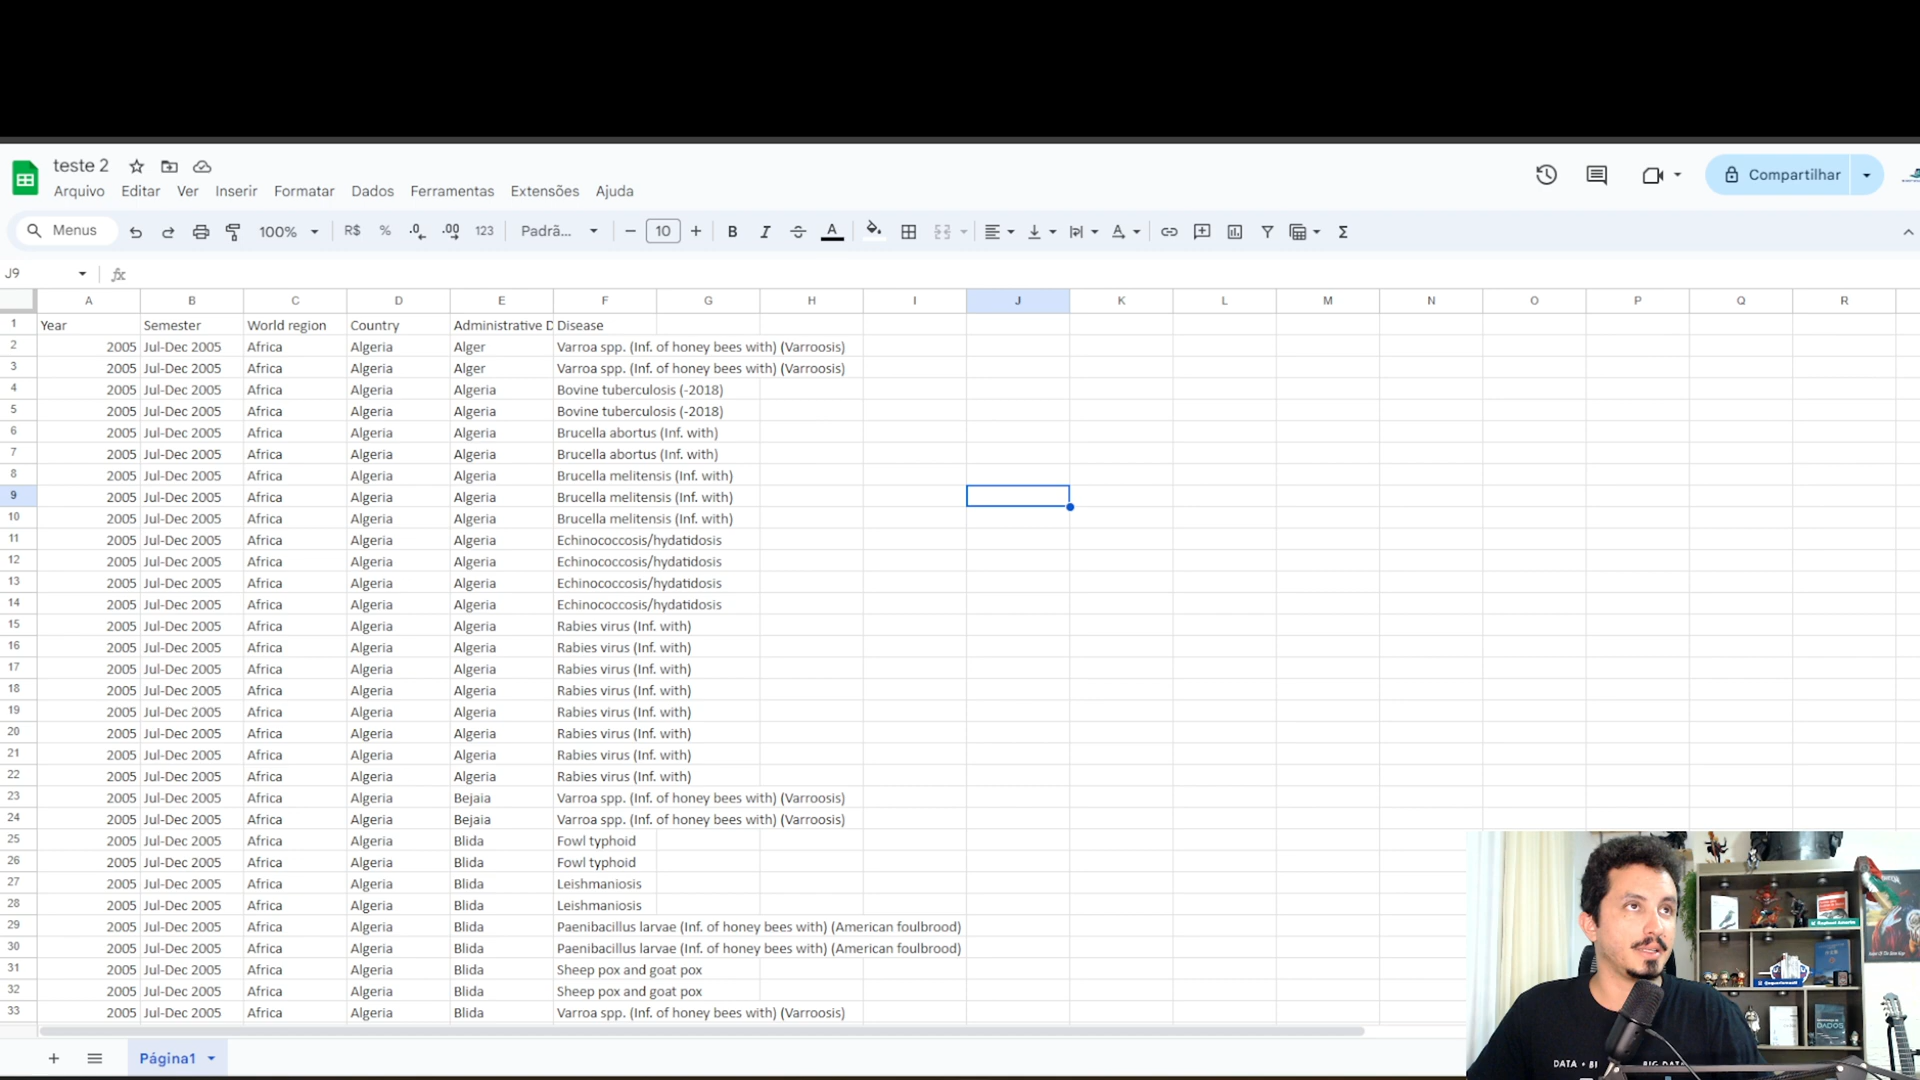 teste 2
Arquivo Editar Ver Inserir Formatar Dados Ferramentas Extensões Ajuda
Compartilhar
Menus 100% R$ % .0 .00 123 Padrã... 10 B I A
J9 fx
A B C D E F G H I J K L M N O P Q R
1 Year Semester World region Country Administrative D Disease
2 2005 Jul-Dec 2005 Africa Algeria Alger Varroa spp. (Inf. of honey bees with) (Varroosis)
3 2005 Jul-Dec 2005 Africa Algeria Alger Varroa spp. (Inf. of honey bees with) (Varroosis)
4 2005 Jul-Dec 2005 Africa Algeria Algeria Bovine tuberculosis (-2018)
5 2005 Jul-Dec 2005 Africa Algeria Algeria Bovine tuberculosis (-2018)
6 2005 Jul-Dec 2005 Africa Algeria Algeria Brucella abortus (Inf. with)
7 2005 Jul-Dec 2005 Africa Algeria Algeria Brucella abortus (Inf. with)
8 2005 Jul-Dec 2005 Africa Algeria Algeria Brucella melitensis (Inf. with)
9 2005 Jul-Dec 2005 Africa Algeria Algeria Brucella melitensis (Inf. with)
10 2005 Jul-Dec 2005 Africa Algeria Algeria Brucella melitensis (Inf. with)
11 2005 Jul-Dec 2005 Africa Algeria Algeria Echinococcosis/hydatidosis
12 2005 Jul-Dec 2005 Africa Algeria Algeria Echinococcosis/hydatidosis
13 2005 Jul-Dec 2005 Africa Algeria Algeria Echinococcosis/hydatidosis
14 2005 Jul-Dec 2005 Africa Algeria Algeria Echinococcosis/hydatidosis
15 2005 Jul-Dec 2005 Africa Algeria Algeria Rabies virus (Inf. with)
16 2005 Jul-Dec 2005 Africa Algeria Algeria Rabies virus (Inf. with)
17 2005 Jul-Dec 2005 Africa Algeria Algeria Rabies virus (Inf. with)
18 2005 Jul-Dec 2005 Africa Algeria Algeria Rabies virus (Inf. with)
19 2005 Jul-Dec 2005 Africa Algeria Algeria Rabies virus (Inf. with)
20 2005 Jul-Dec 2005 Africa Algeria Algeria Rabies virus (Inf. with)
21 2005 Jul-Dec 2005 Africa Algeria Algeria Rabies virus (Inf. with)
22 2005 Jul-Dec 2005 Africa Algeria Algeria Rabies virus (Inf. with)
23 2005 Jul-Dec 2005 Africa Algeria Bejaia Varroa spp. (Inf. of honey bees with) (Varroosis)
24 2005 Jul-Dec 2005 Africa Algeria Bejaia Varroa spp. (Inf. of honey bees with) (Varroosis)
25 2005 Jul-Dec 2005 Africa Algeria Blida Fowl typhoid
26 2005 Jul-Dec 2005 Africa Algeria Blida Fowl typhoid
27 2005 Jul-Dec 2005 Africa Algeria Blida Leishmaniosis
28 2005 Jul-Dec 2005 Africa Algeria Blida Leishmaniosis
29 2005 Jul-Dec 2005 Africa Algeria Blida Paenibacillus larvae (Inf. of honey bees with) (American foulbrood)
30 2005 Jul-Dec 2005 Africa Algeria Blida Paenibacillus larvae (Inf. of honey bees with) (American foulbrood)
31 2005 Jul-Dec 2005 Africa Algeria Blida Sheep pox and goat pox
32 2005 Jul-Dec 2005 Africa Algeria Blida Sheep pox and goat pox
33 2005 Jul-Dec 2005 Africa Algeria Blida Varroa spp. (Inf. of honey bees with) (Varroosis)
Página1
DADOS
DATA • BI